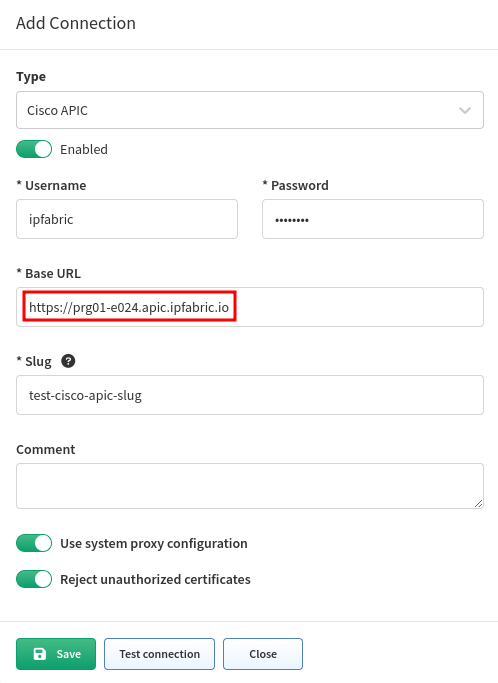 Add Connection
Type
Cisco APIC
Enabled
* Username
* Password
ipfabric
••••••••
* Base URL
https://prg01-e024.apic.ipfabric.io
* Slug ?
test-cisco-apic-slug
Comment
Use system proxy configuration
Reject unauthorized certificates
Save
Test connection
Close